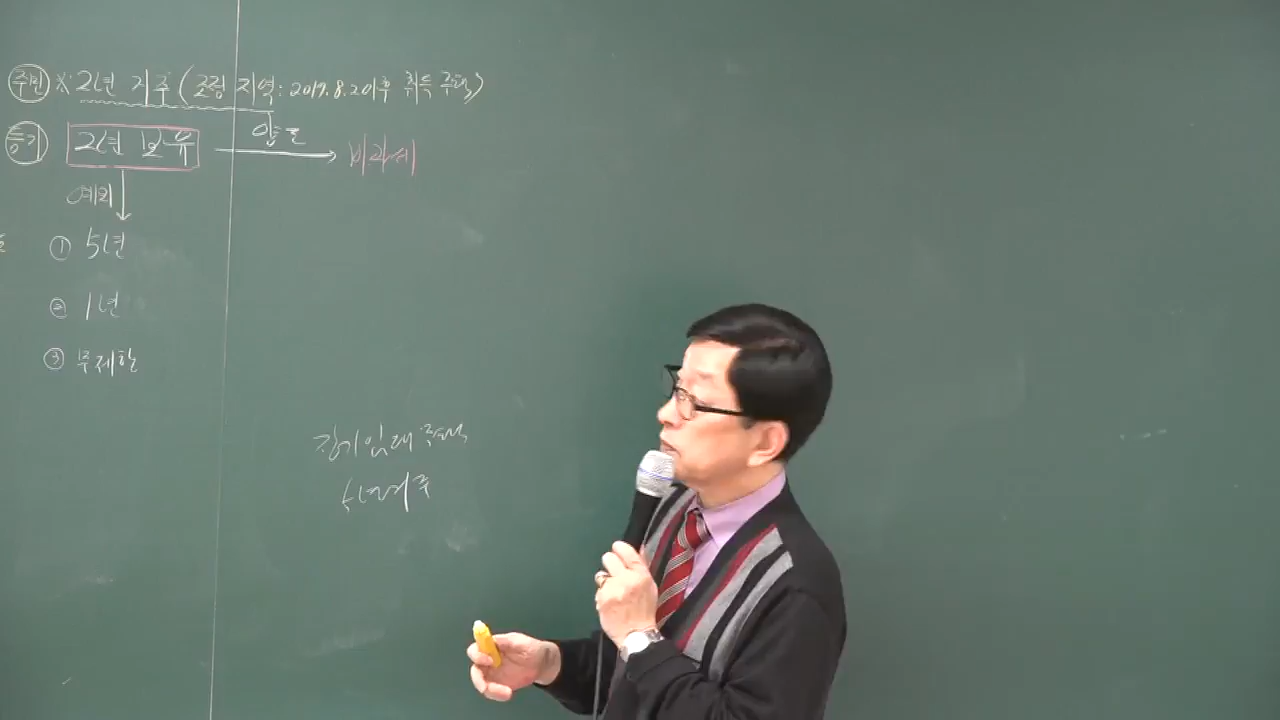 주민 ※ 2년 거주 (조정 지역: 2017.8.2 이후 취득 주택)
등기 2년 보유 양도 → 비과세
예외 ↓
① 5년
② 1년
③ 무제한
장기임대주택
5년거주